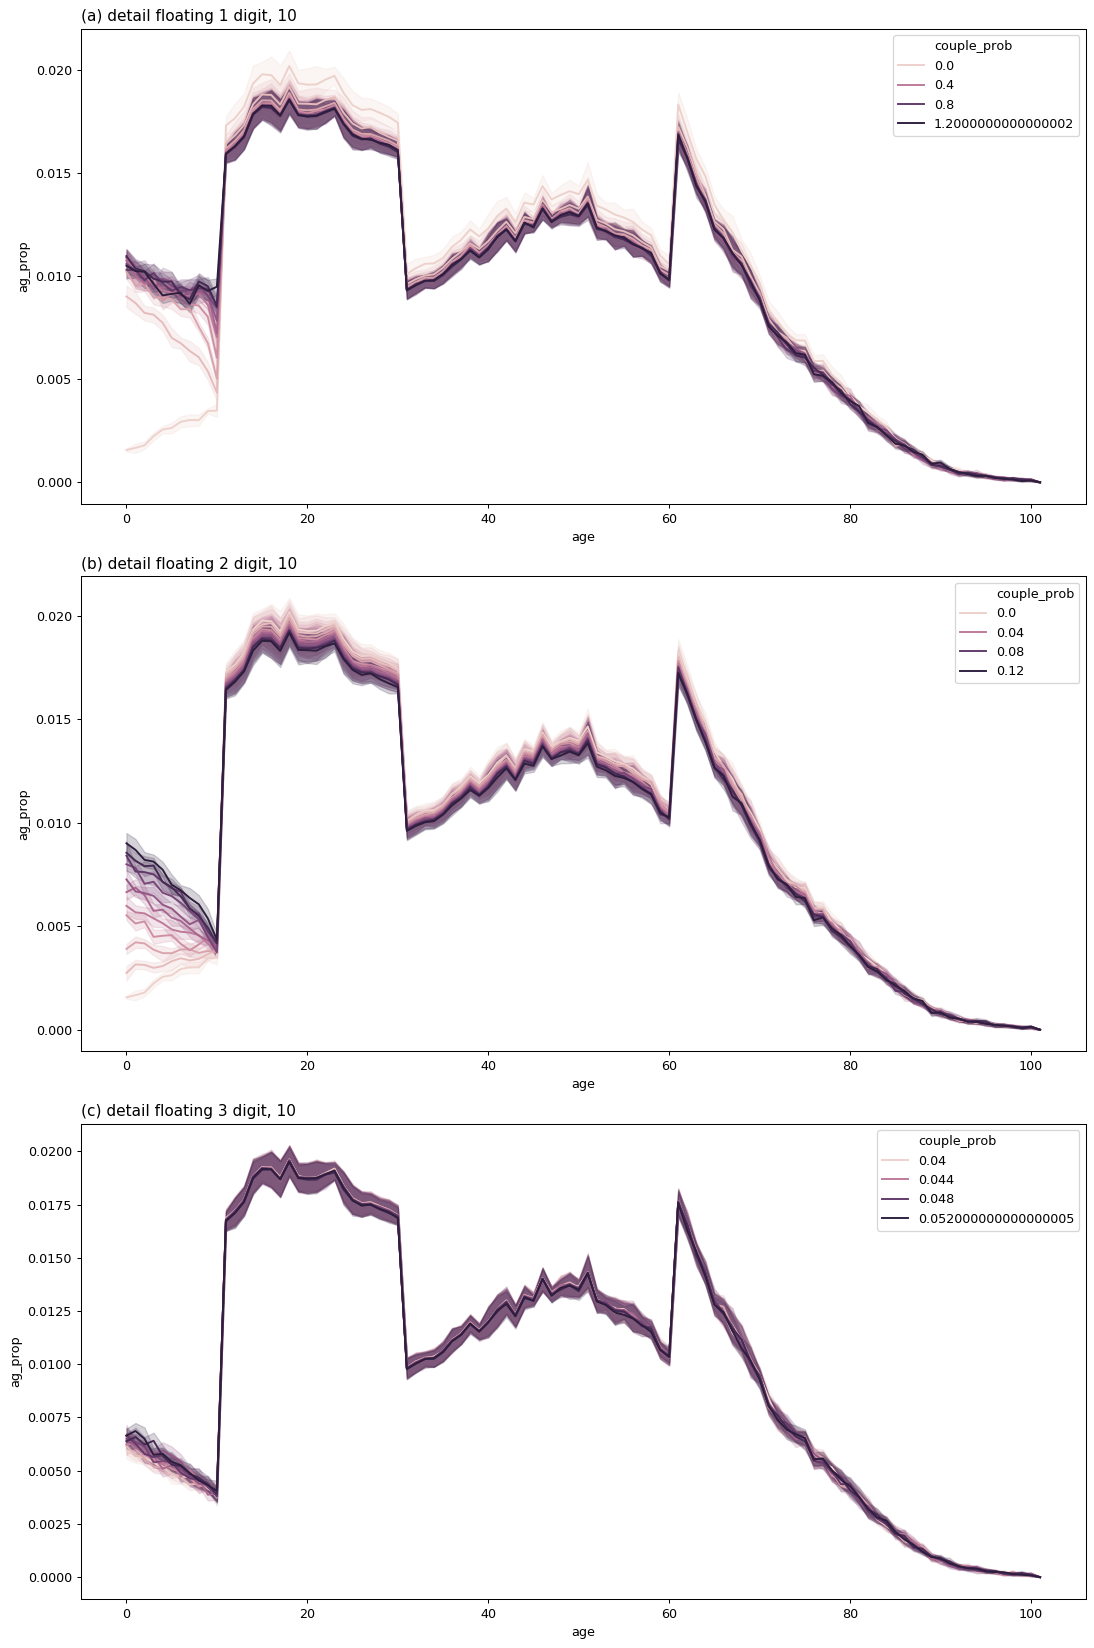 (a) detail floating 1 digit, 10
couple_prob
0.0
0.4
0.8
1.2000000000000002
0.020
0.015
0.010
0.005
0.000
ag_prop
0 20 40 60 80 100
age
(b) detail floating 2 digit, 10
couple_prob
0.0
0.04
0.08
0.12
0.020
0.015
0.010
0.005
0.000
ag_prop
0 20 40 60 80 100
age
(c) detail floating 3 digit, 10
couple_prob
0.04
0.044
0.048
0.052000000000000005
0.0200
0.0175
0.0150
0.0125
0.0100
0.0075
0.0050
0.0025
0.0000
ag_prop
0 20 40 60 80 100
age